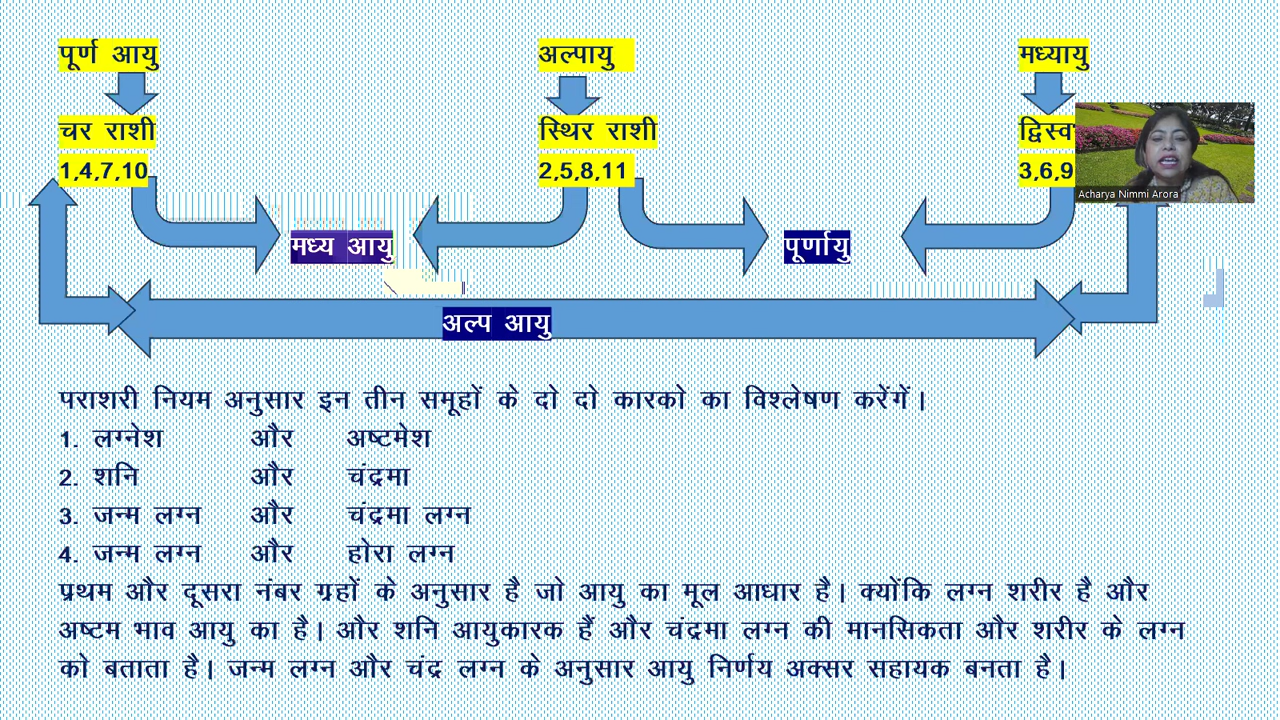 पूर्ण आयु अल्पायु मध्यायु
चर राशी स्थिर राशी
1,4,7,10 2,5,8,11 3,6,9
Acharya Nimmi Arora
मध्य आयु पूर्णायु
अल्प आयु
पराशरी नियम अनुसार इन तीन समूहों के दो दो कारको का विश्लेषण करेंगें।
1. लग्नेश और अष्टमेश
2. शनि और चंद्रमा
3. जन्म लग्न और चंद्रमा लग्न
4. जन्म लग्न और होरा लग्न
प्रथम और दूसरा नंबर ग्रहों के अनुसार है जो आयु का मूल आधार है। क्योंकि लग्न शरीर है और
अष्टम भाव आयु का है। और शनि आयुकारक हैं और चंद्रमा लग्न की मानसिकता और शरीर के लग्न
को बताता है। जन्म लग्न और चंद्र लग्न के अनुसार आयु निर्णय अक्सर सहायक बनता है।